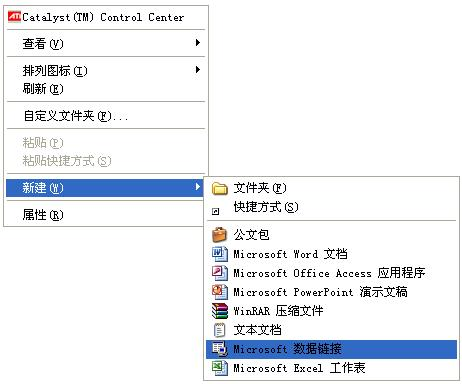 ATI Catalyst(TM) Control Center
查看(V)
排列图标(I)
刷新(E)
自定义文件夹(F)...
粘贴(P)
粘贴快捷方式(S)
新建(W)
属性(R)
文件夹(F)
快捷方式(S)
公文包
Microsoft Word 文档
Microsoft Office Access 应用程序
Microsoft PowerPoint 演示文稿
WinRAR 压缩文件
文本文档
Microsoft 数据链接
Microsoft Excel 工作表